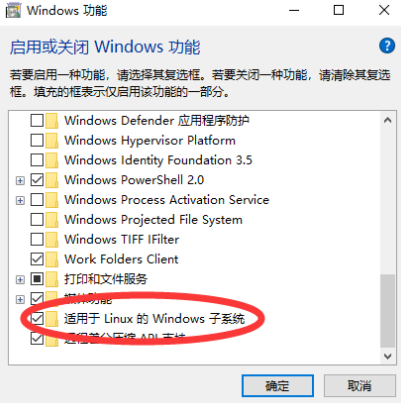 Windows 功能
启用或关闭 Windows 功能
若要启用一种功能，请选择其复选框。若要关闭一种功能，请清除其复选
框。填充的框表示仅启用该功能的一部分。
Windows Defender 应用程序防护
Windows Hypervisor Platform
Windows Identity Foundation 3.5
Windows PowerShell 2.0
Windows Process Activation Service
Windows Projected File System
Windows TIFF IFilter
Work Folders Client
打印和文件服务
媒体功能
适用于 Linux 的 Windows 子系统
远程差分压缩 API 支持
确定
取消